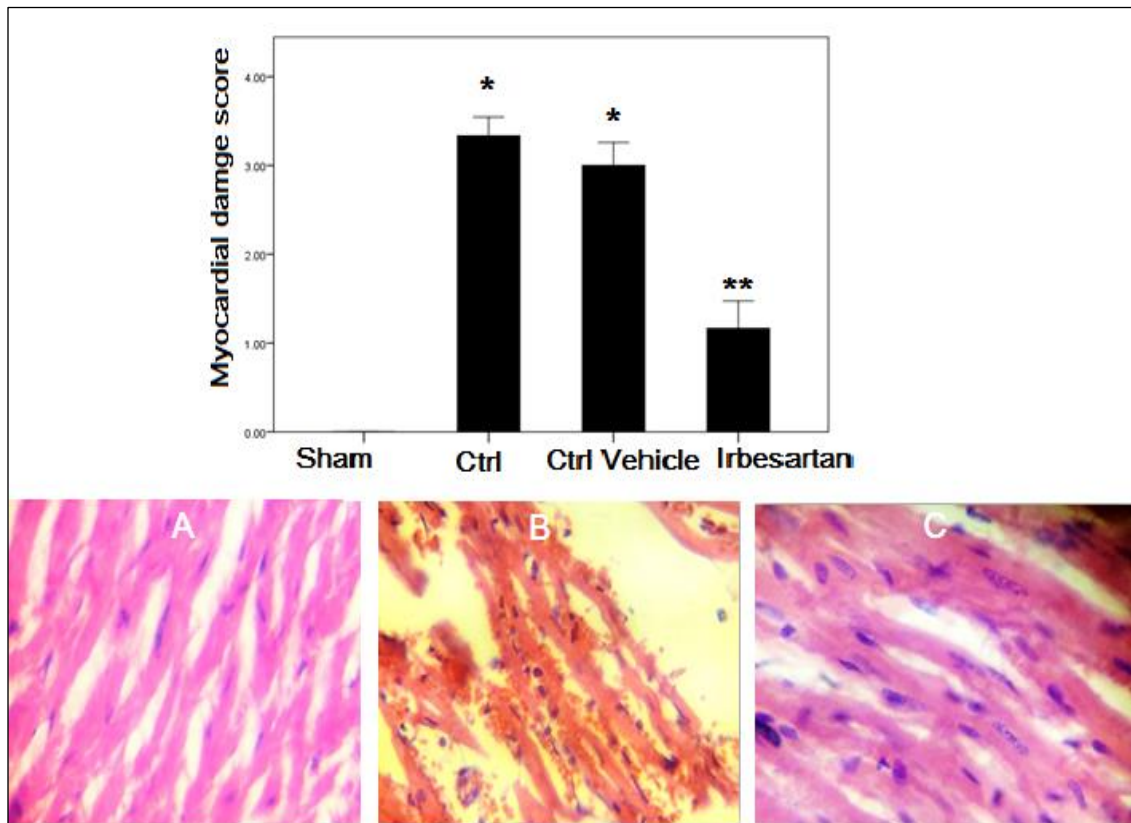 Myocardial damge score
4.00
3.00
2.00
1.00
0.00
*
*
**
Sham
Ctrl
Ctrl Vehicle
Irbesartan
A
B
C